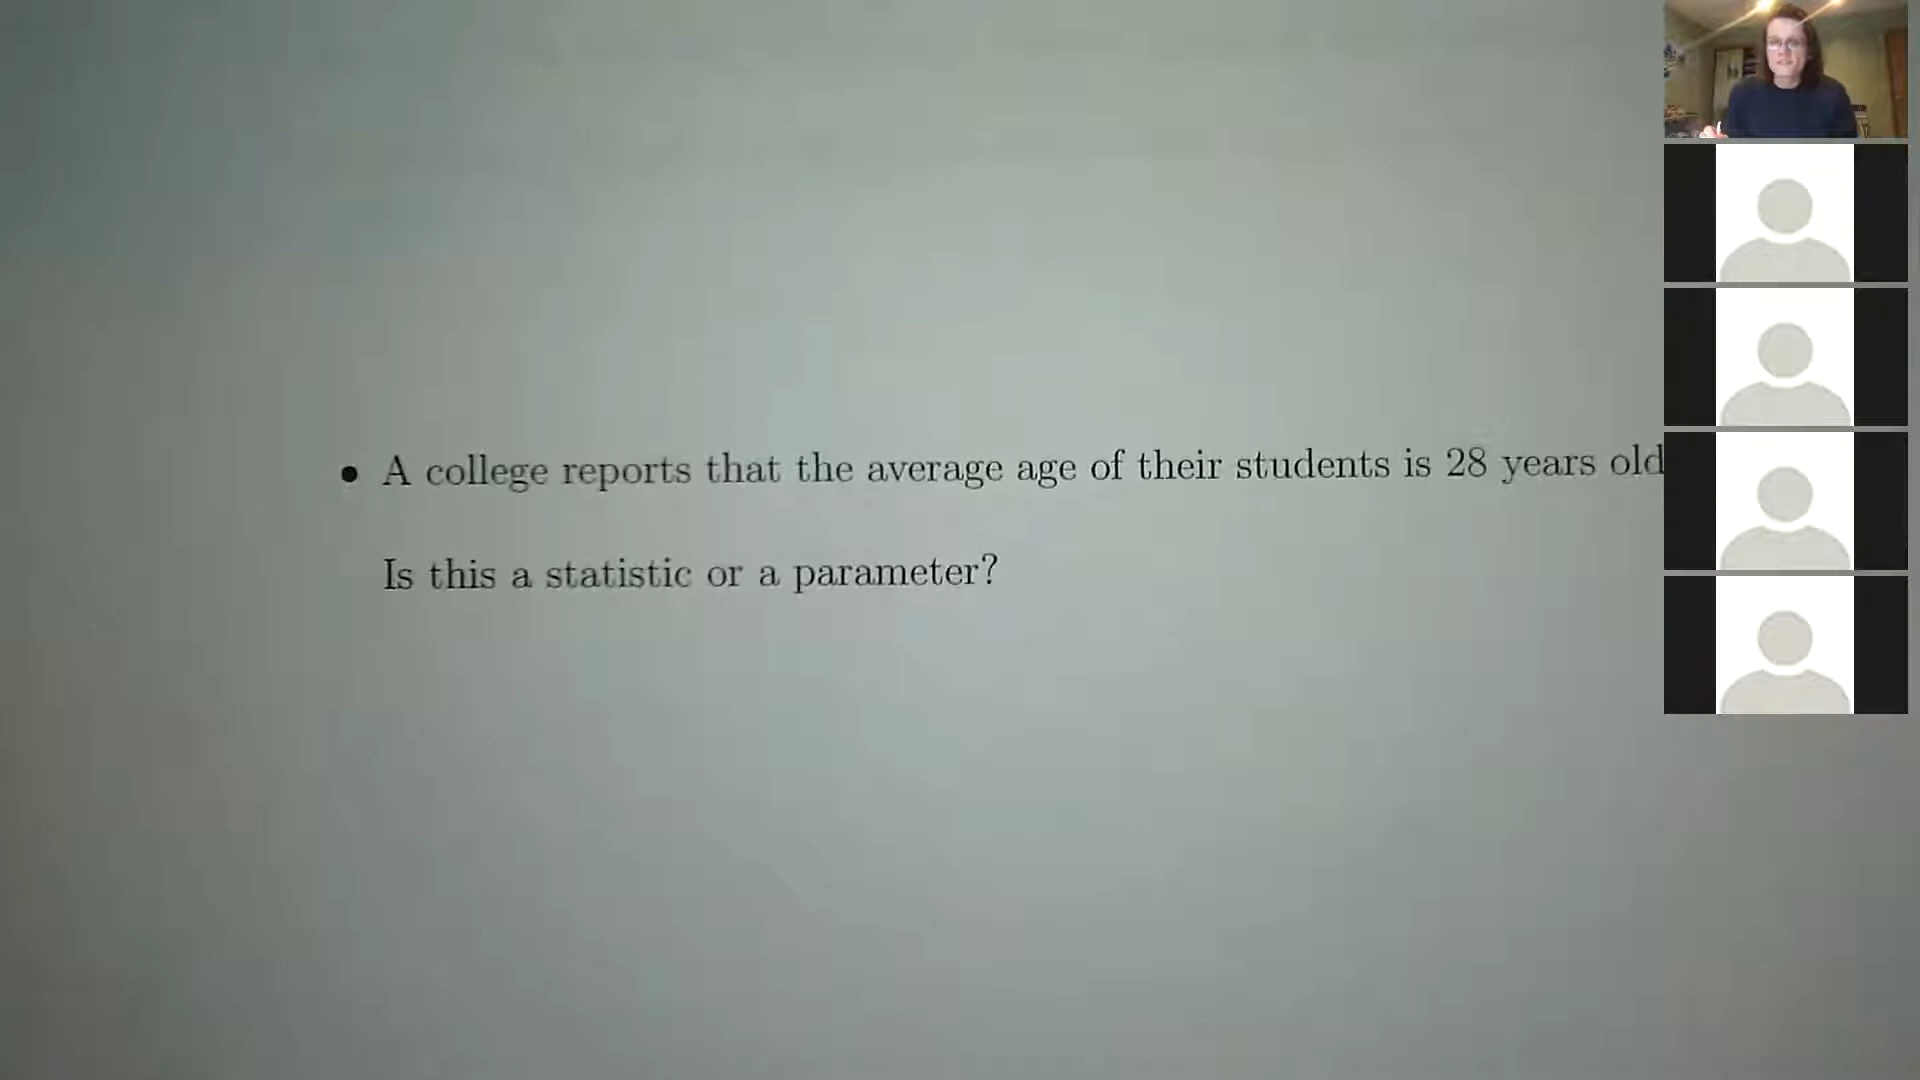 • A college reports that the average age of their students is 28 years old
Is this a statistic or a parameter?